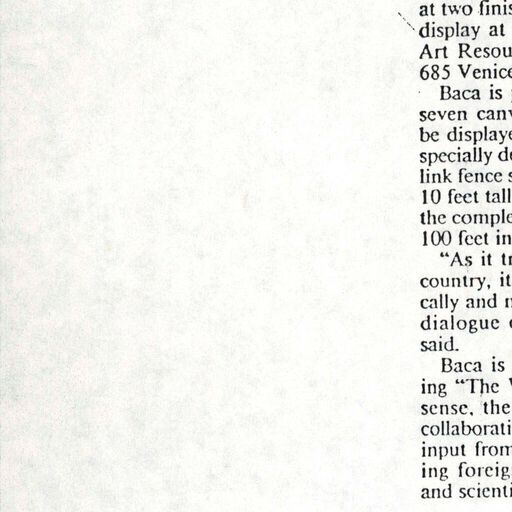 at two finis
display at
Art Resou
685 Venice
Baca is
seven canv
be displaye
specially de
link fence s
10 feet tall
the comple
100 feet in
“As it tr
country, it
cally and n
dialogue
said.
Baca is
ing “The V
sense, the
collaborati
input from
ing foreig
and scienti